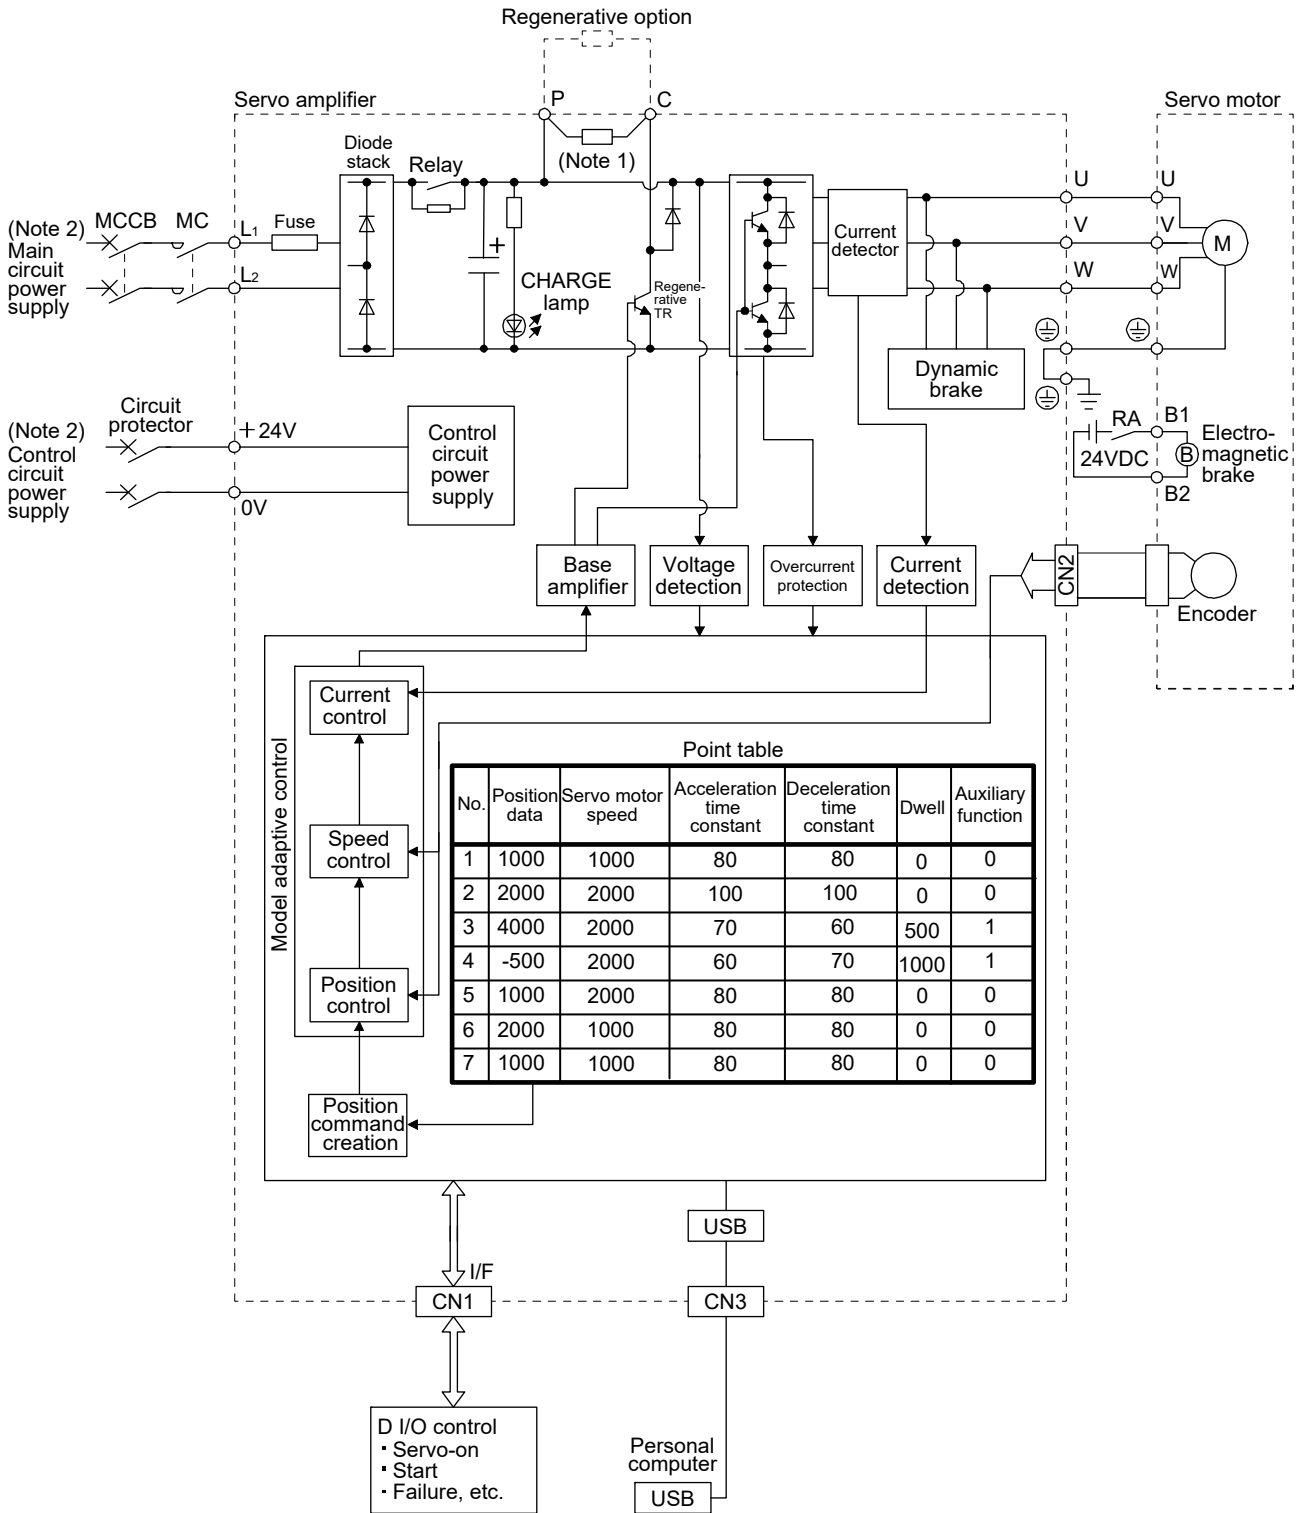 Regenerative option
Servo amplifier
P
C
Servo motor
(Note 1)
Diode
stack
Relay
U
U
V
V
W
W
M
(Note 2)
Main
circuit
power
supply
MCCB
MC
L1
L2
Fuse
+
CHARGE
lamp
Regene-
rative
TR
Current
detector
Dynamic
brake
(Note 2)
Control
circuit
power
supply
Circuit
protector
+24V
0V
Control
circuit
power
supply
RA
24VDC
B1
B
B2
Electro-
magnetic
brake
Base
amplifier
Voltage
detection
Overcurrent
protection
Current
detection
CN2
Encoder
Model adaptive control
Current
control
Speed
control
Position
control
Position
command
creation
Point table
No. Position data Servo motor speed Acceleration time constant Deceleration time constant Dwell Auxiliary function
1 1000 1000 80 80 0 0
2 2000 2000 100 100 0 0
3 4000 2000 70 60 500 1
4 -500 2000 60 70 1000 1
5 1000 2000 80 80 0 0
6 2000 1000 80 80 0 0
7 1000 1000 80 80 0 0
I/F
USB
CN1
CN3
D I/O control
・Servo-on
・Start
・Failure, etc.
Personal
computer
USB